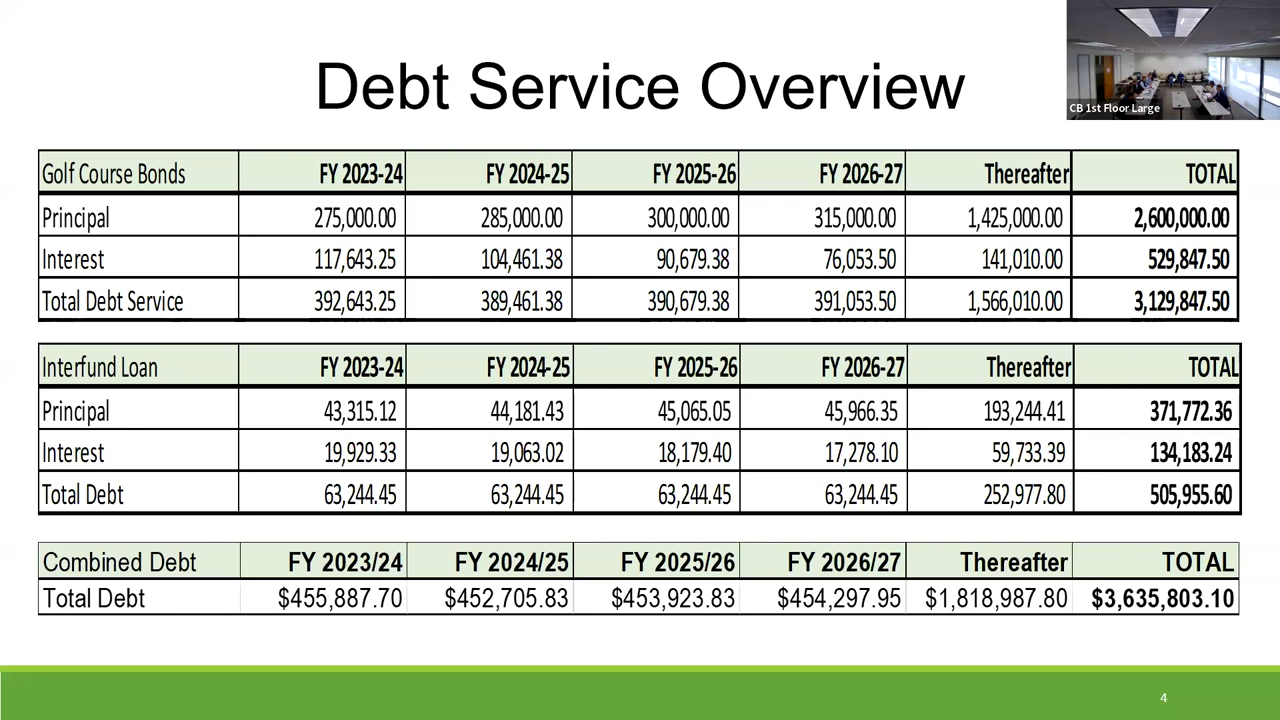 CB 1st Floor Large
Debt Service Overview
Golf Course Bonds FY 2023-24 FY 2024-25 FY 2025-26 FY 2026-27 Thereafter TOTAL
Principal 275,000.00 285,000.00 300,000.00 315,000.00 1,425,000.00 2,600,000.00
Interest 117,643.25 104,461.38 90,679.38 76,053.50 141,010.00 529,847.50
Total Debt Service 392,643.25 389,461.38 390,679.38 391,053.50 1,566,010.00 3,129,847.50
Interfund Loan FY 2023-24 FY 2024-25 FY 2025-26 FY 2026-27 Thereafter TOTAL
Principal 43,315.12 44,181.43 45,065.05 45,966.35 193,244.41 371,772.36
Interest 19,929.33 19,063.02 18,179.40 17,278.10 59,733.39 134,183.24
Total Debt 63,244.45 63,244.45 63,244.45 63,244.45 252,977.80 505,955.60
Combined Debt FY 2023/24 FY 2024/25 FY 2025/26 FY 2026/27 Thereafter TOTAL
Total Debt $455,887.70 $452,705.83 $453,923.83 $454,297.95 $1,818,987.80 $3,635,803.10
4